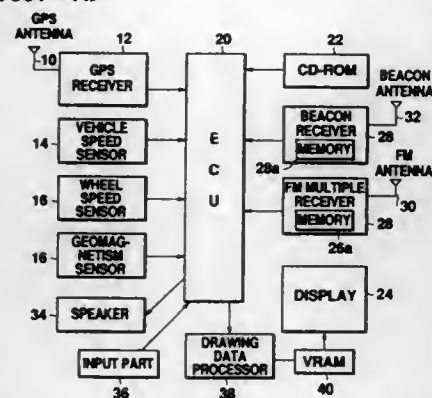 GPS
ANTENNA
10
12
GPS
RECEIVER
14
VEHICLE
SPEED
SENSOR
16
WHEEL
SPEED
SENSOR
16
GEOMAG-
NETISM
SENSOR
34
SPEAKER
INPUT PART
36
20
E
C
U
DRAWING
DATA
PROCESSOR
38
22
CD-ROM
BEACON
ANTENNA
32
BEACON
RECEIVER
MEMORY
28
28a
FM
ANTENNA
30
FM MULTIPLE
RECEIVER
MEMORY
28
26a
DISPLAY
24
VRAM
40